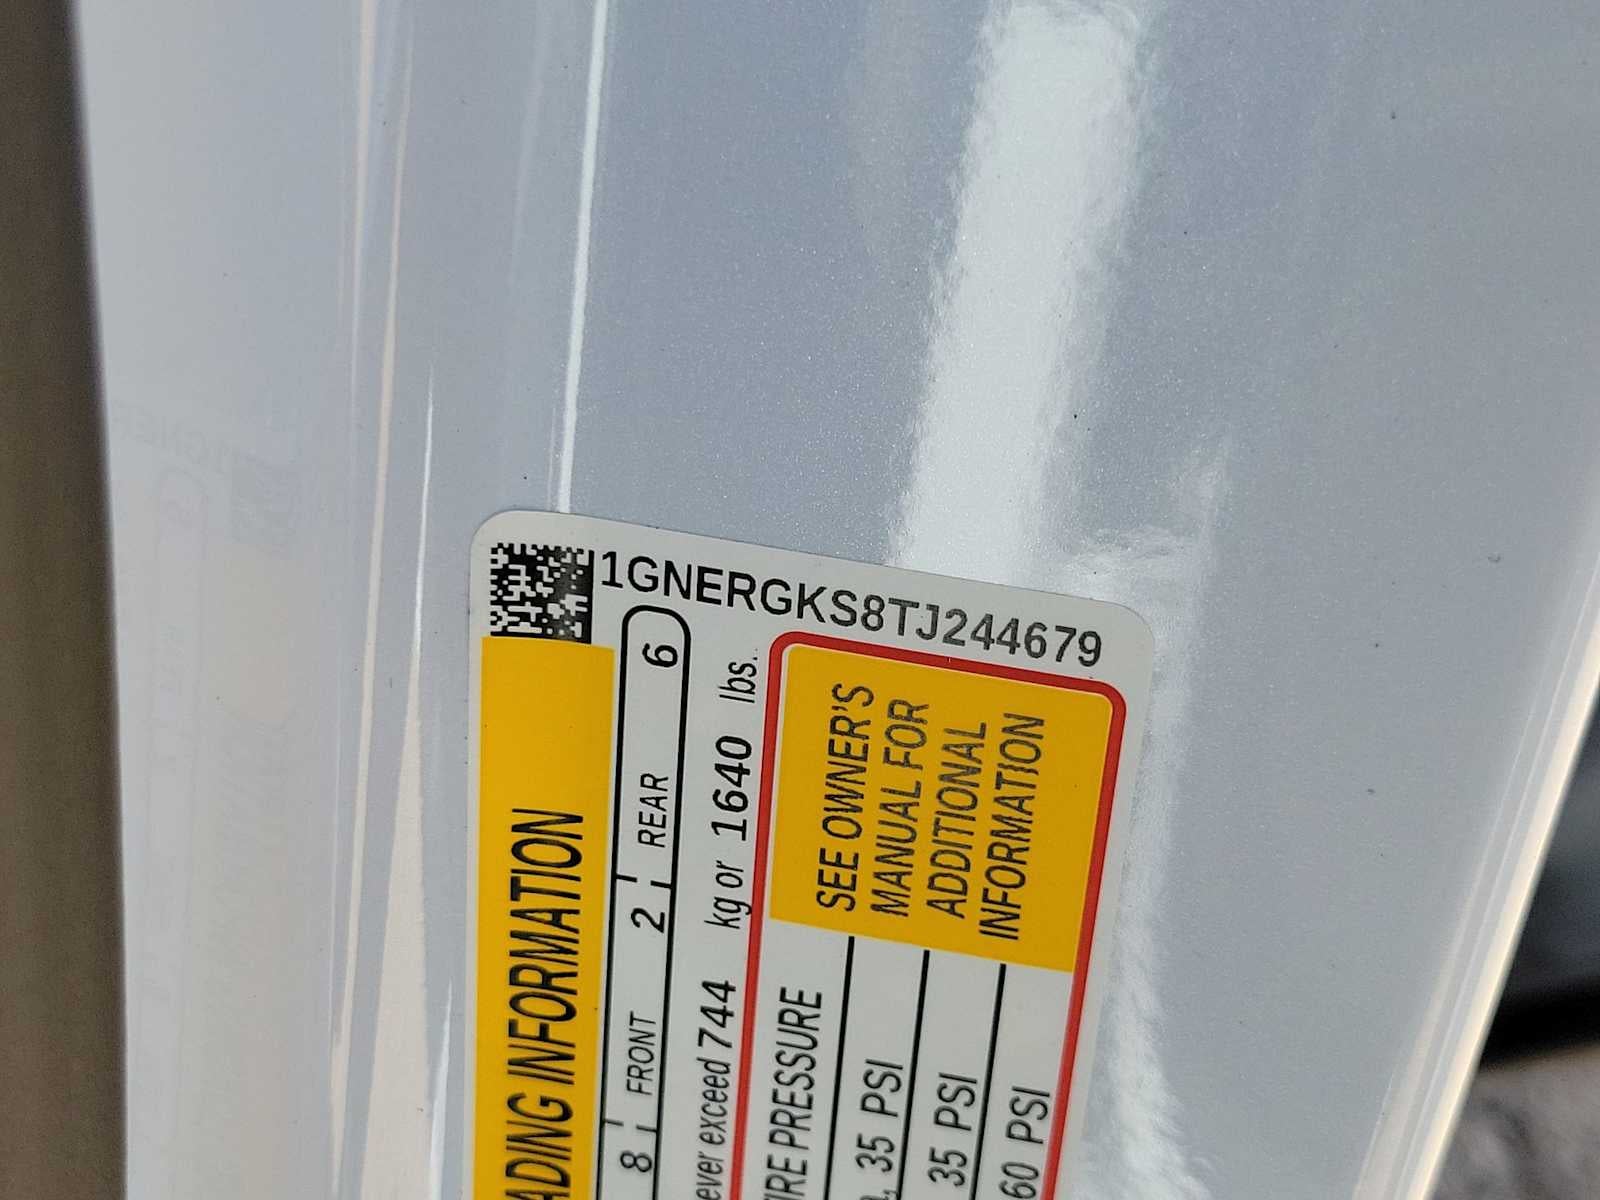 1GNERGKS8TJ244679
ADING INFORMATION
8 FRONT 2 REAR 6
ever exceed 744 kg or 1640 lbs.
IRE PRESSURE
35 PSI
35 PSI
60 PSI
SEE OWNER'S
MANUAL FOR
ADDITIONAL
INFORMATION